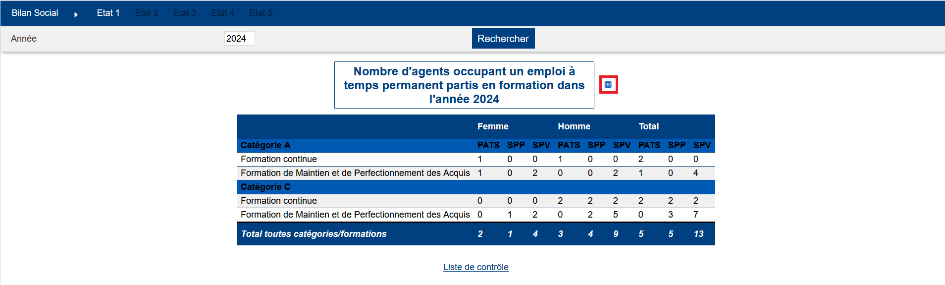 Bilan Social Etat 1 Etat 2 Etat 3 Etat 4 Etat 5
Année 2024 Rechercher
Nombre d'agents occupant un emploi à
temps permanent partis en formation dans
l'année 2024
Femme Homme Total
Catégorie A PATS SPP SPV PATS SPP SPV PATS SPP SPV
Formation continue 1 0 0 1 0 0 2 0 0
Formation de Maintien et de Perfectionnement des Acquis 1 0 2 0 0 2 1 0 4
Catégorie C
Formation continue 0 0 0 2 2 2 2 2 2
Formation de Maintien et de Perfectionnement des Acquis 0 1 2 0 2 5 0 3 7
Total toutes catégories/formations 2 1 4 3 4 9 5 5 13
Liste de contrôle